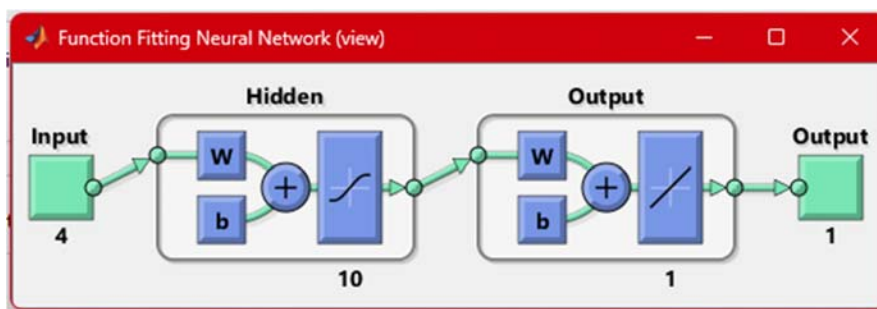 Function Fitting Neural Network (view)
Hidden
Output
Input
Output
W
W
b
b
4
10
1
1